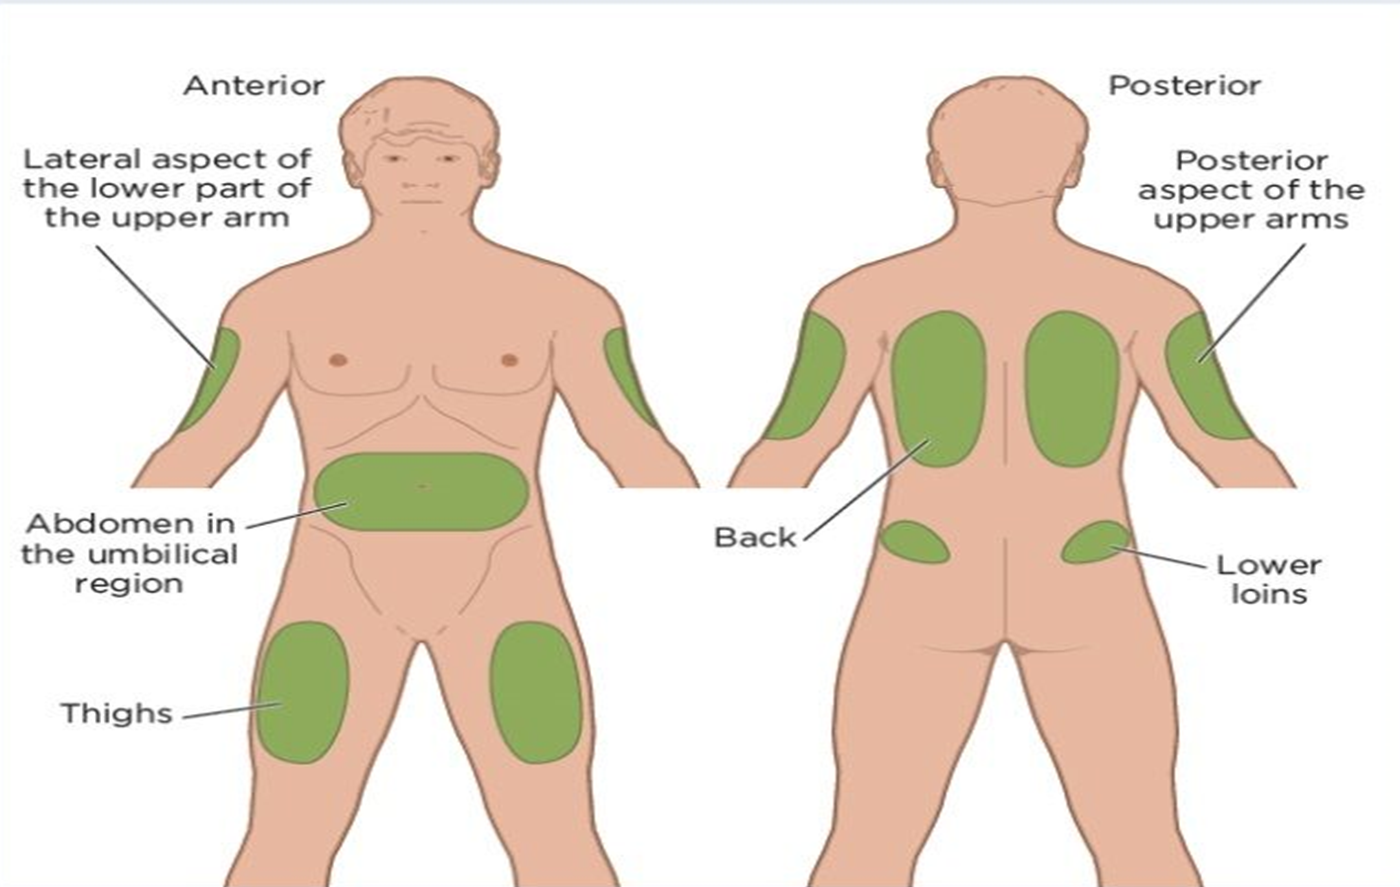 Anterior
Lateral aspect of
the lower part of
the upper arm
Abdomen in
the umbilical
region
Thighs
Posterior
Posterior
aspect of the
upper arms
Back
Lower
loins